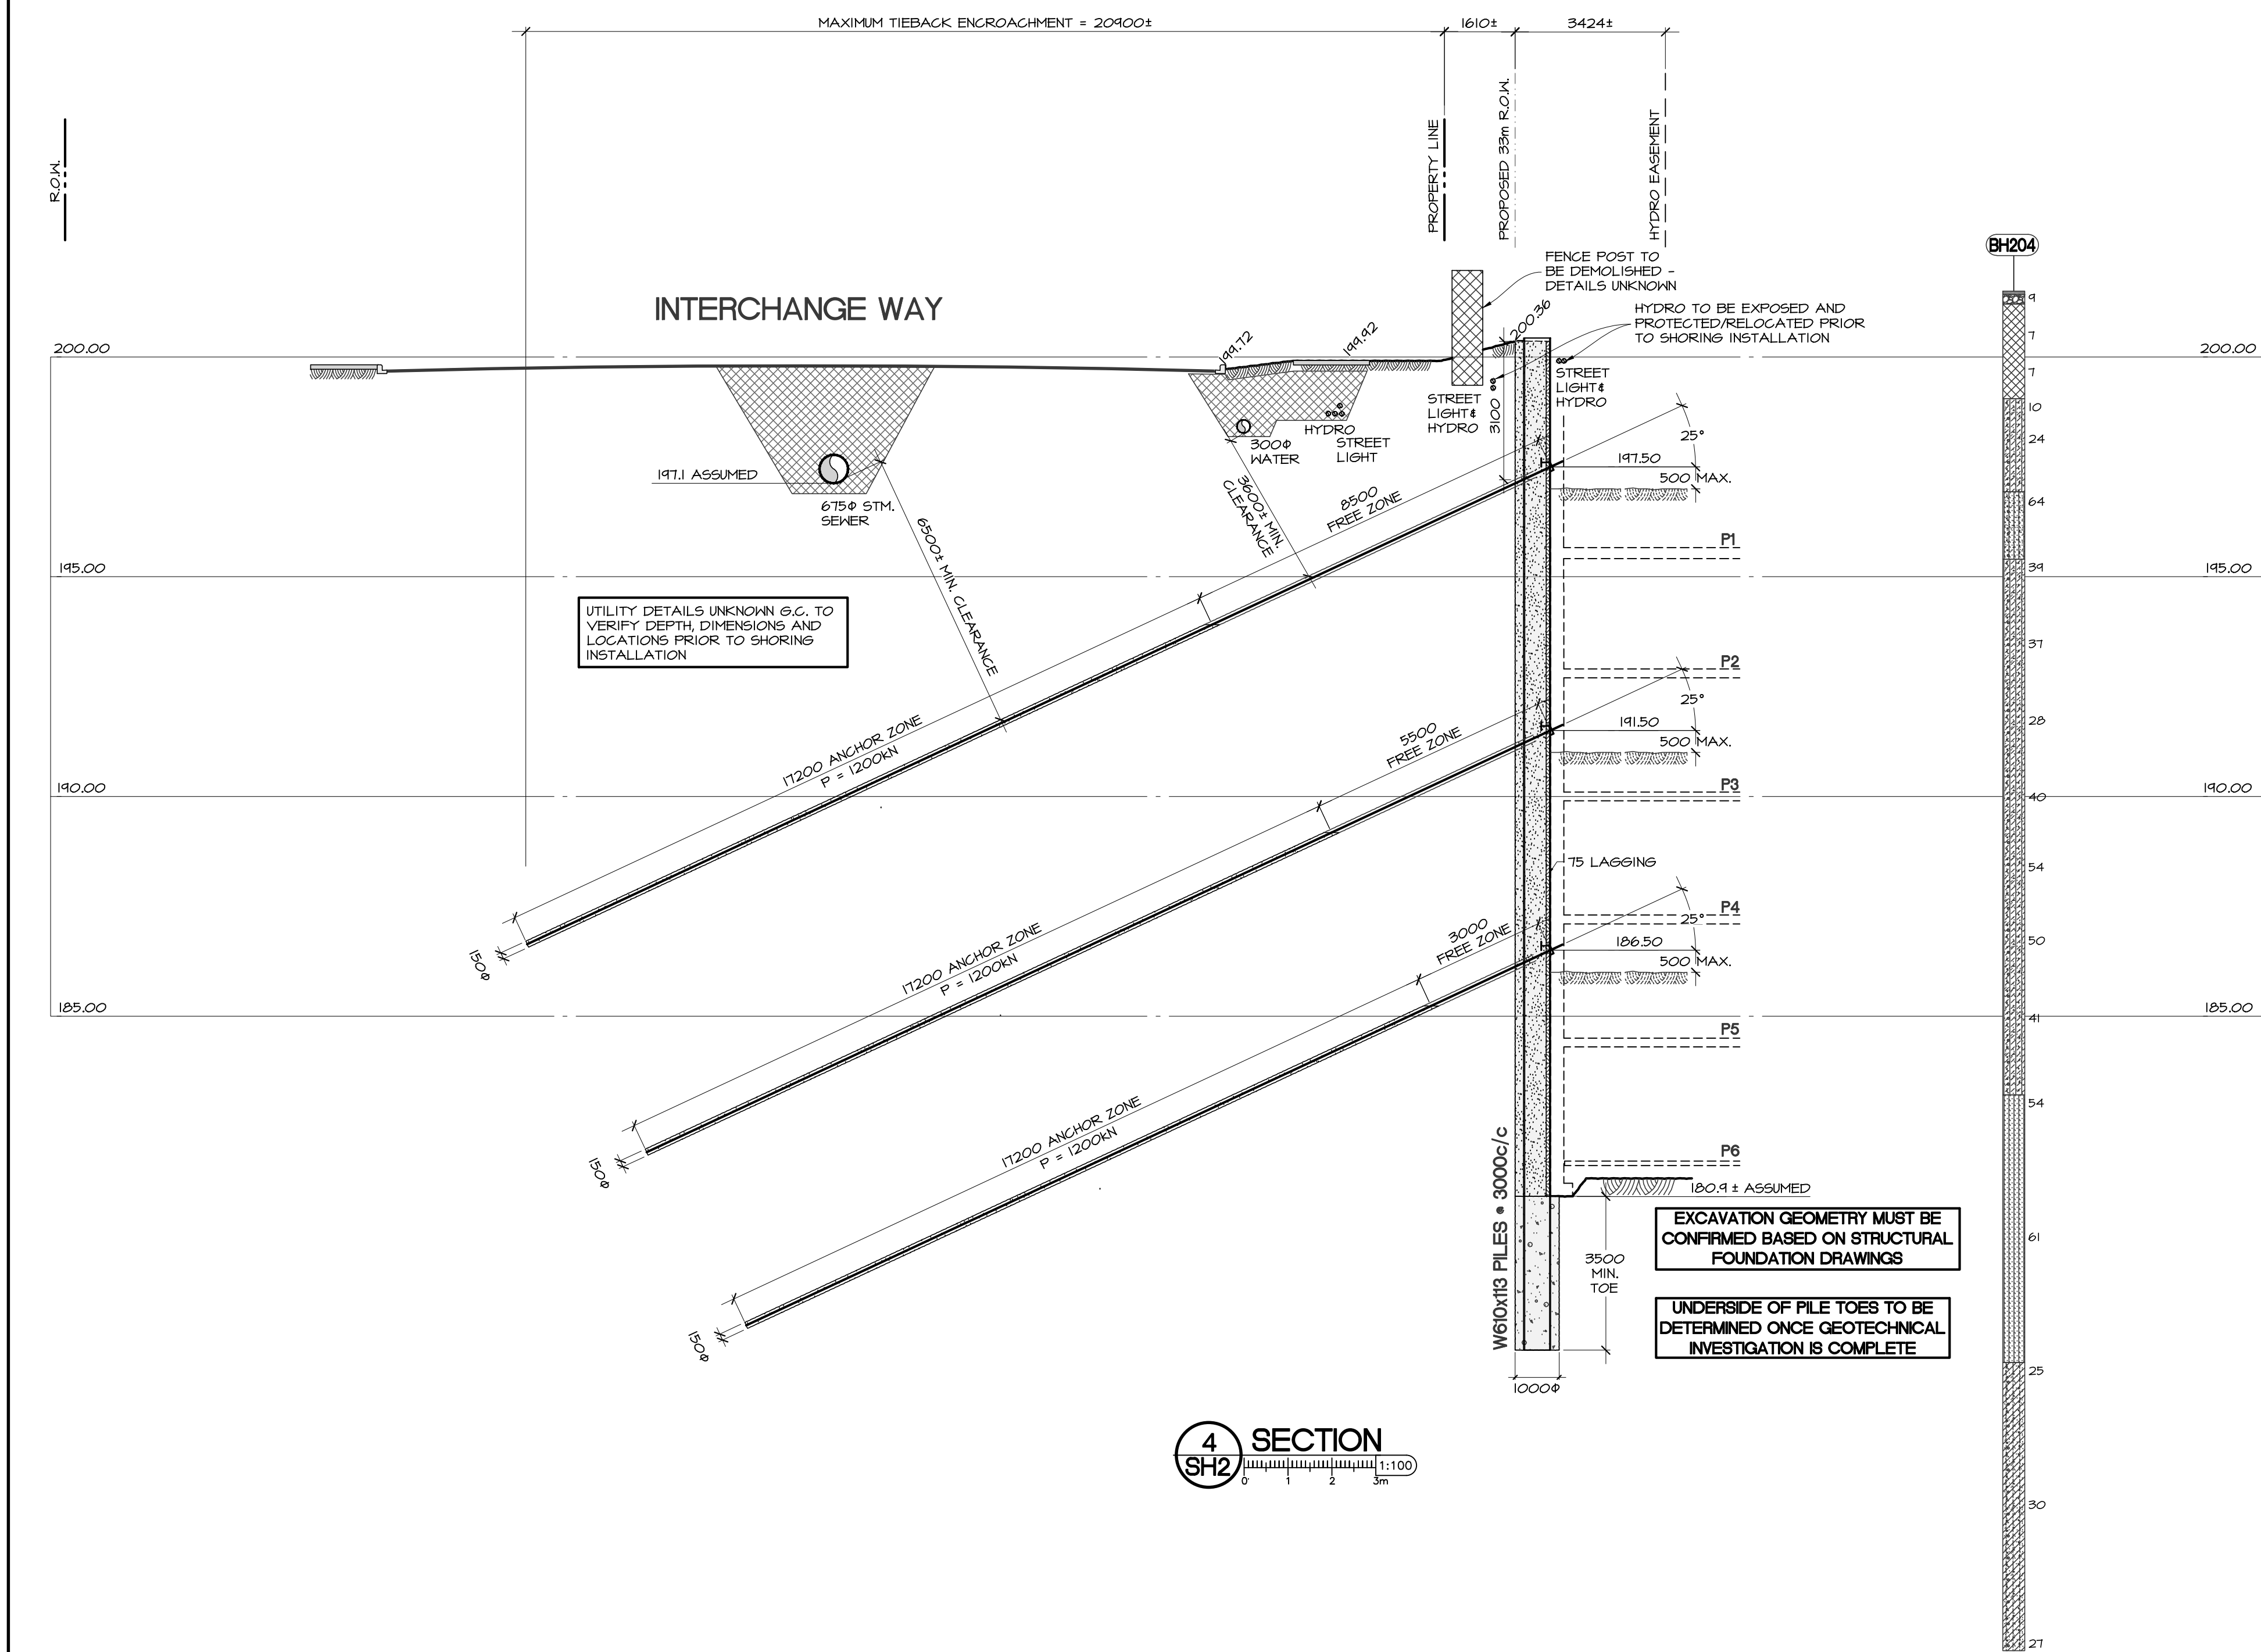 MAXIMUM TIEBACK ENCROACHMENT = 20900±
1610±
3424±
R.O.W.
PROPERTY LINE
PROPOSED 33m R.O.W.
HYDRO EASEMENT
BH204
FENCE POST TO
BE DEMOLISHED -
DETAILS UNKNOWN
HYDRO TO BE EXPOSED AND
PROTECTED/RELOCATED PRIOR
TO SHORING INSTALLATION
INTERCHANGE WAY
200.00
199.72
199.92
200.36
200.00
STREET
LIGHT&
HYDRO
STREET
LIGHT&
HYDRO
3100
HYDRO
STREET
LIGHT
300Φ
WATER
197.1 ASSUMED
675Φ STM.
SEWER
6500± MIN. CLEARANCE
3600± MIN.
CLEARANCE
8500
FREE ZONE
25°
197.50
500 MAX.
P1
195.00
195.00
UTILITY DETAILS UNKNOWN G.C. TO
VERIFY DEPTH, DIMENSIONS AND
LOCATIONS PRIOR TO SHORING
INSTALLATION
P2
17200 ANCHOR ZONE
P = 1200kN
5500
FREE ZONE
25°
191.50
500 MAX.
190.00
P3
190.00
75 LAGGING
150Φ
17200 ANCHOR ZONE
P = 1200kN
3000
FREE ZONE
P4
25°
186.50
500 MAX.
185.00
185.00
P5
150Φ
17200 ANCHOR ZONE
P = 1200kN
P6
180.9 ± ASSUMED
W610x113 PILES @ 3000c/c
EXCAVATION GEOMETRY MUST BE
CONFIRMED BASED ON STRUCTURAL
FOUNDATION DRAWINGS
3500
MIN.
TOE
UNDERSIDE OF PILE TOES TO BE
DETERMINED ONCE GEOTECHNICAL
INVESTIGATION IS COMPLETE
150Φ
1000Φ
4
SH2
SECTION
1:100
0 1 2 3m
9
7
7
10
24
64
39
37
28
40
54
50
41
54
61
25
30
27